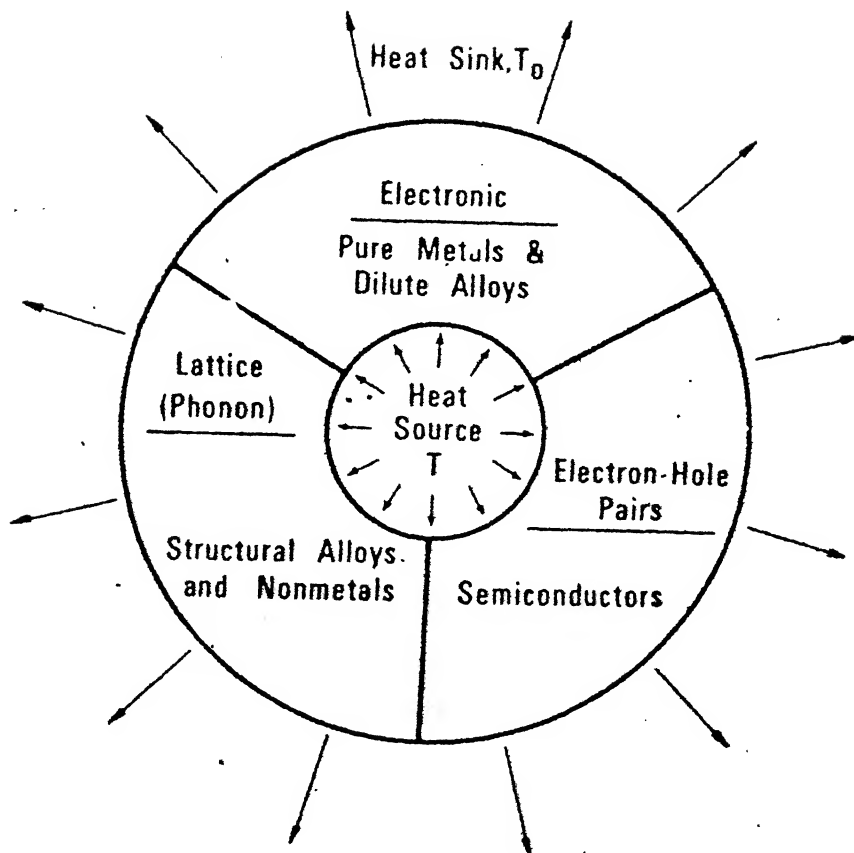 Heat Sink, T₀
Electronic
Pure Metals &
Dilute Alloys
Lattice
(Phonon)
Heat
Source
T
Electron-Hole
Pairs
Structural Alloys
and Nonmetals
Semiconductors